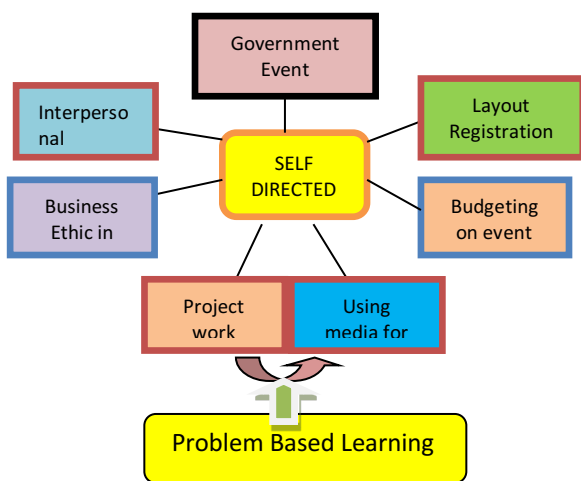 Government
Event
Interperso
nal
Layout
Registration
SELF
DIRECTED
Business
Ethic in
Budgeting
on event
Project
work
Using
media for
Problem Based Learning